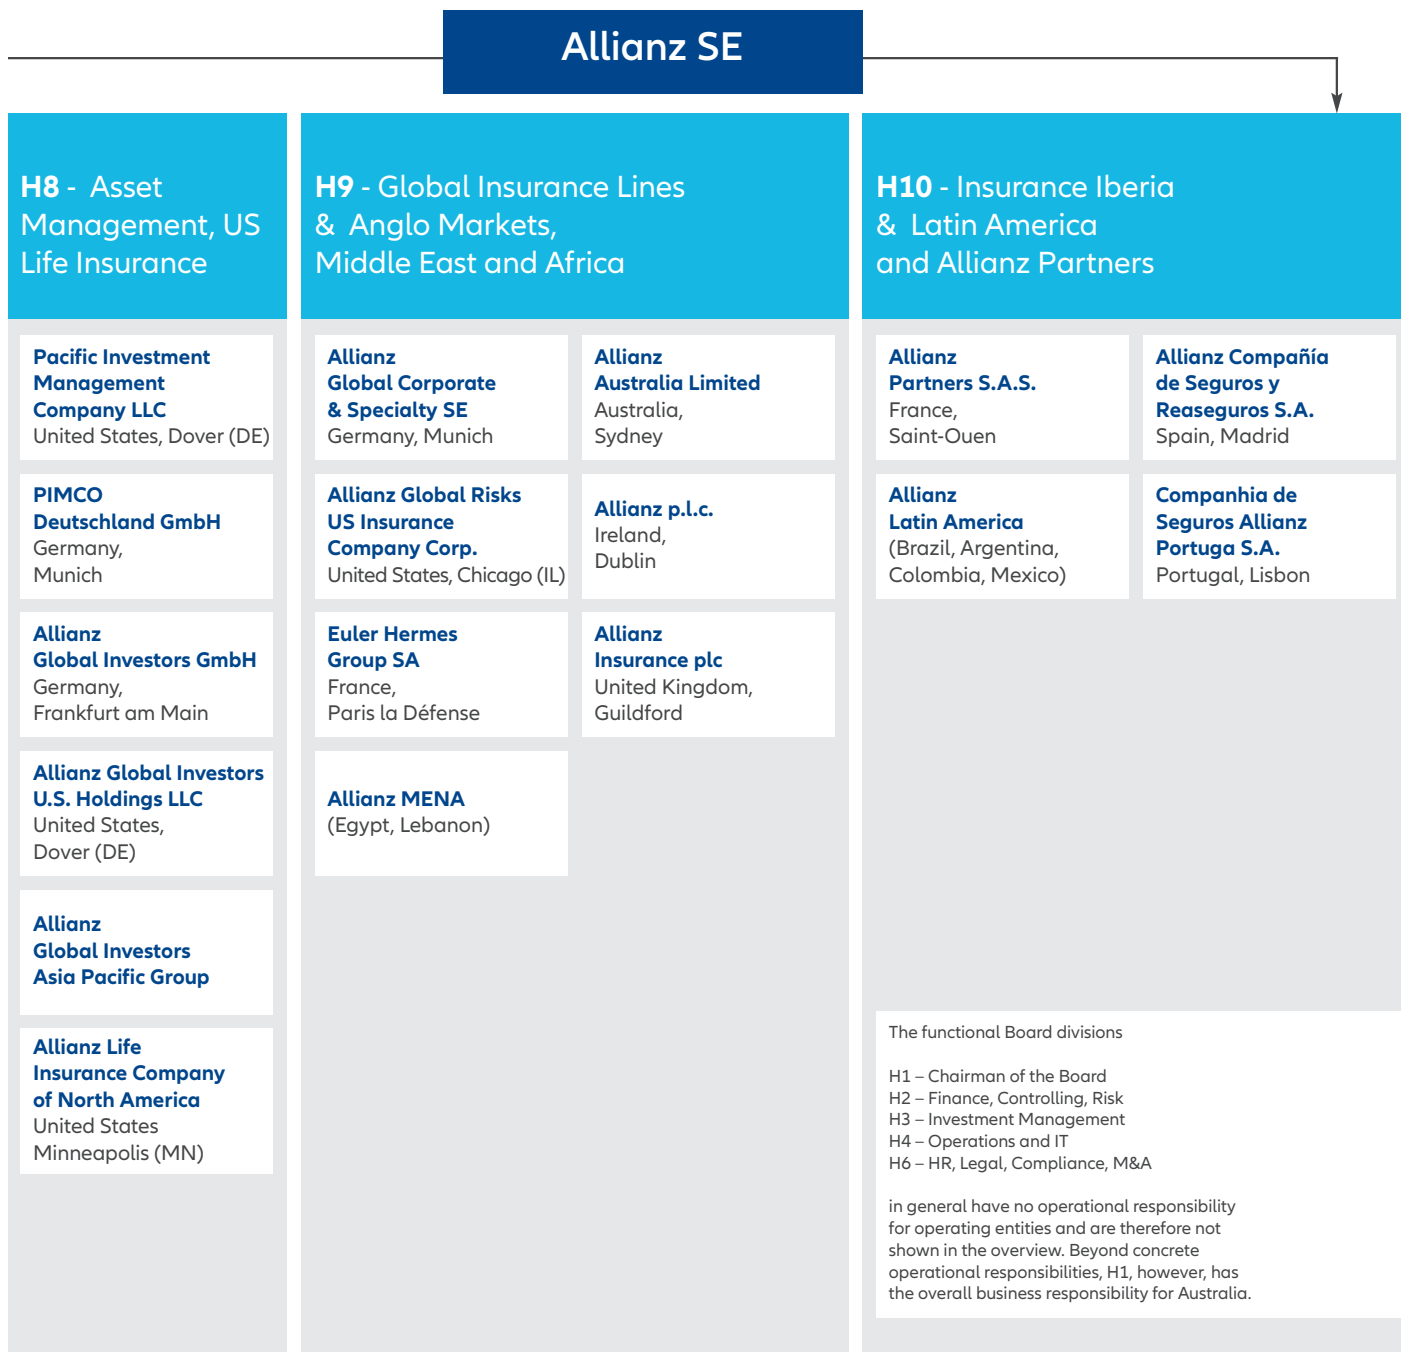 Allianz SE
H8 - Asset
Management, US
Life Insurance
Pacific Investment
Management
Company LLC
United States, Dover (DE)
PIMCO
Deutschland GmbH
Germany,
Munich
Allianz
Global Investors GmbH
Germany,
Frankfurt am Main
Allianz Global Investors
U.S. Holdings LLC
United States,
Dover (DE)
Allianz
Global Investors
Asia Pacific Group
Allianz Life
Insurance Company
of North America
United States
Minneapolis (MN)
H9 - Global Insurance Lines
& Anglo Markets,
Middle East and Africa
Allianz
Global Corporate
& Specialty SE
Germany, Munich
Allianz
Australia Limited
Australia,
Sydney
Allianz Global Risks
US Insurance
Company Corp.
United States, Chicago (IL)
Allianz p.l.c.
Ireland,
Dublin
Euler Hermes
Group SA
France,
Paris la Défense
Allianz
Insurance plc
United Kingdom,
Guildford
Allianz MENA
(Egypt, Lebanon)
H10 - Insurance Iberia
& Latin America
and Allianz Partners
Allianz
Partners S.A.S.
France,
Saint-Ouen
Allianz Compañía
de Seguros y
Reaseguros S.A.
Spain, Madrid
Allianz
Latin America
(Brazil, Argentina,
Colombia, Mexico)
Companhia de
Seguros Allianz
Portuga S.A.
Portugal, Lisbon
The functional Board divisions
H1 – Chairman of the Board
H2 – Finance, Controlling, Risk
H3 – Investment Management
H4 – Operations and IT
H6 – HR, Legal, Compliance, M&A
in general have no operational responsibility
for operating entities and are therefore not
shown in the overview. Beyond concrete
operational responsibilities, H1, however, has
the overall business responsibility for Australia.